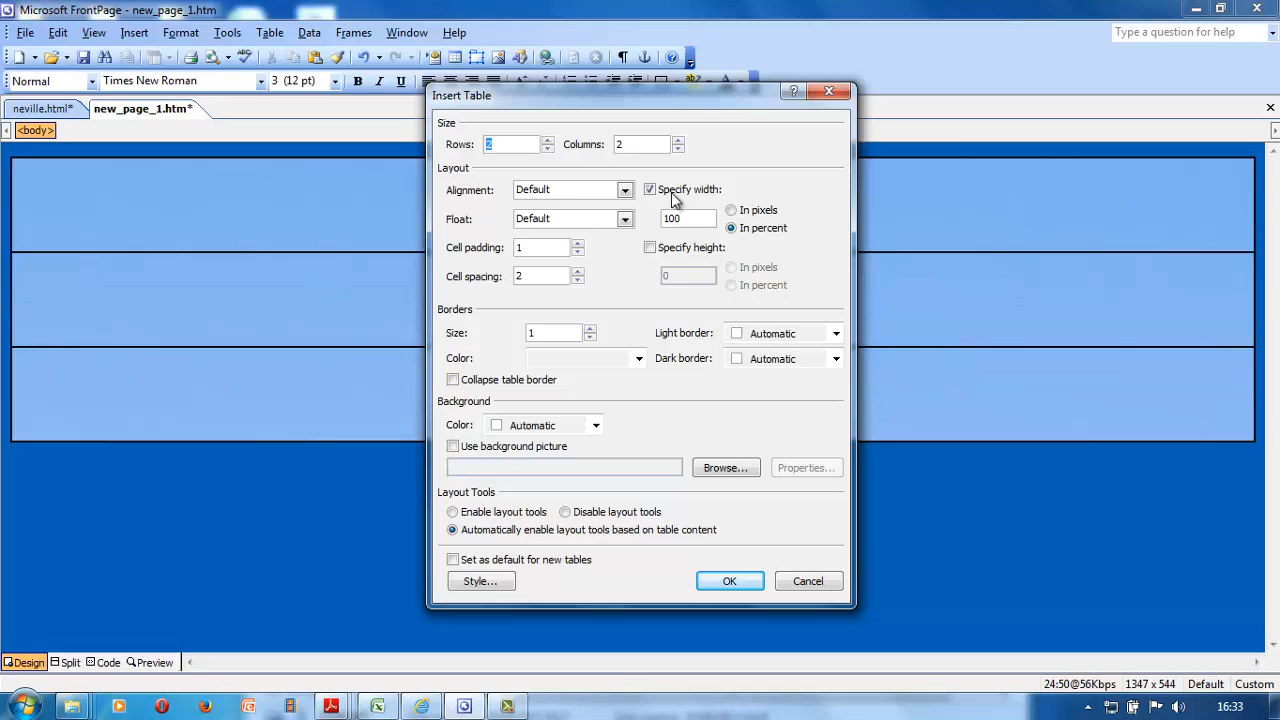 Microsoft FrontPage - new_page_1.htm
File Edit View Insert Format Tools Table Data Frames Window Help
Type a question for help
Normal Times New Roman 3 (12 pt) B I U
neville.html* new_page_1.htm*
<body>
Insert Table
Size
Rows: 2 Columns: 2
Layout
Alignment: Default Specify width:
Float: Default 100 In pixels
In percent
Cell padding: 1 Specify height:
Cell spacing: 2 0 In pixels
In percent
Borders
Size: 1 Light border: Automatic
Color: Dark border: Automatic
Collapse table border
Background
Color: Automatic
Use background picture
Browse... Properties...
Layout Tools
Enable layout tools Disable layout tools
Automatically enable layout tools based on table content
Set as default for new tables
Style... OK Cancel
Design Split Code Preview
24:50@56Kbps 1347 x 544 Default Custom
16:33